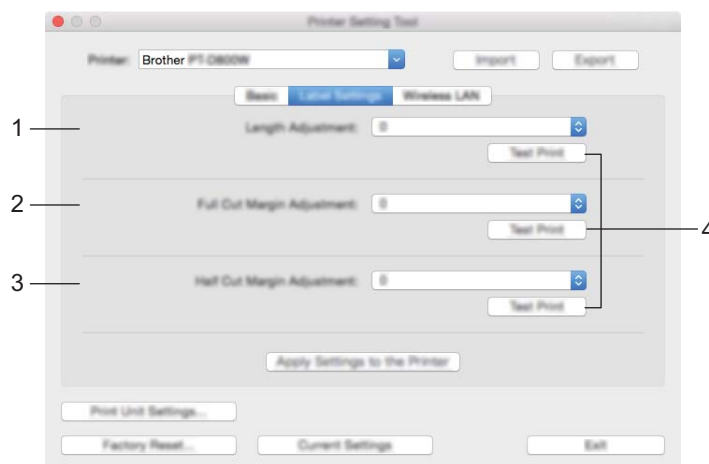 Printer Setting Tool
Printer: Brother PT-D800W Import Export
Basic Label Settings Wireless LAN
1 Length Adjustment: 0
Test Print
2 Full Cut Margin Adjustment: 0
Test Print 4
3 Half Cut Margin Adjustment: 0
Test Print
Apply Settings to the Printer
Print Unit Settings...
Factory Reset... Current Settings Exit